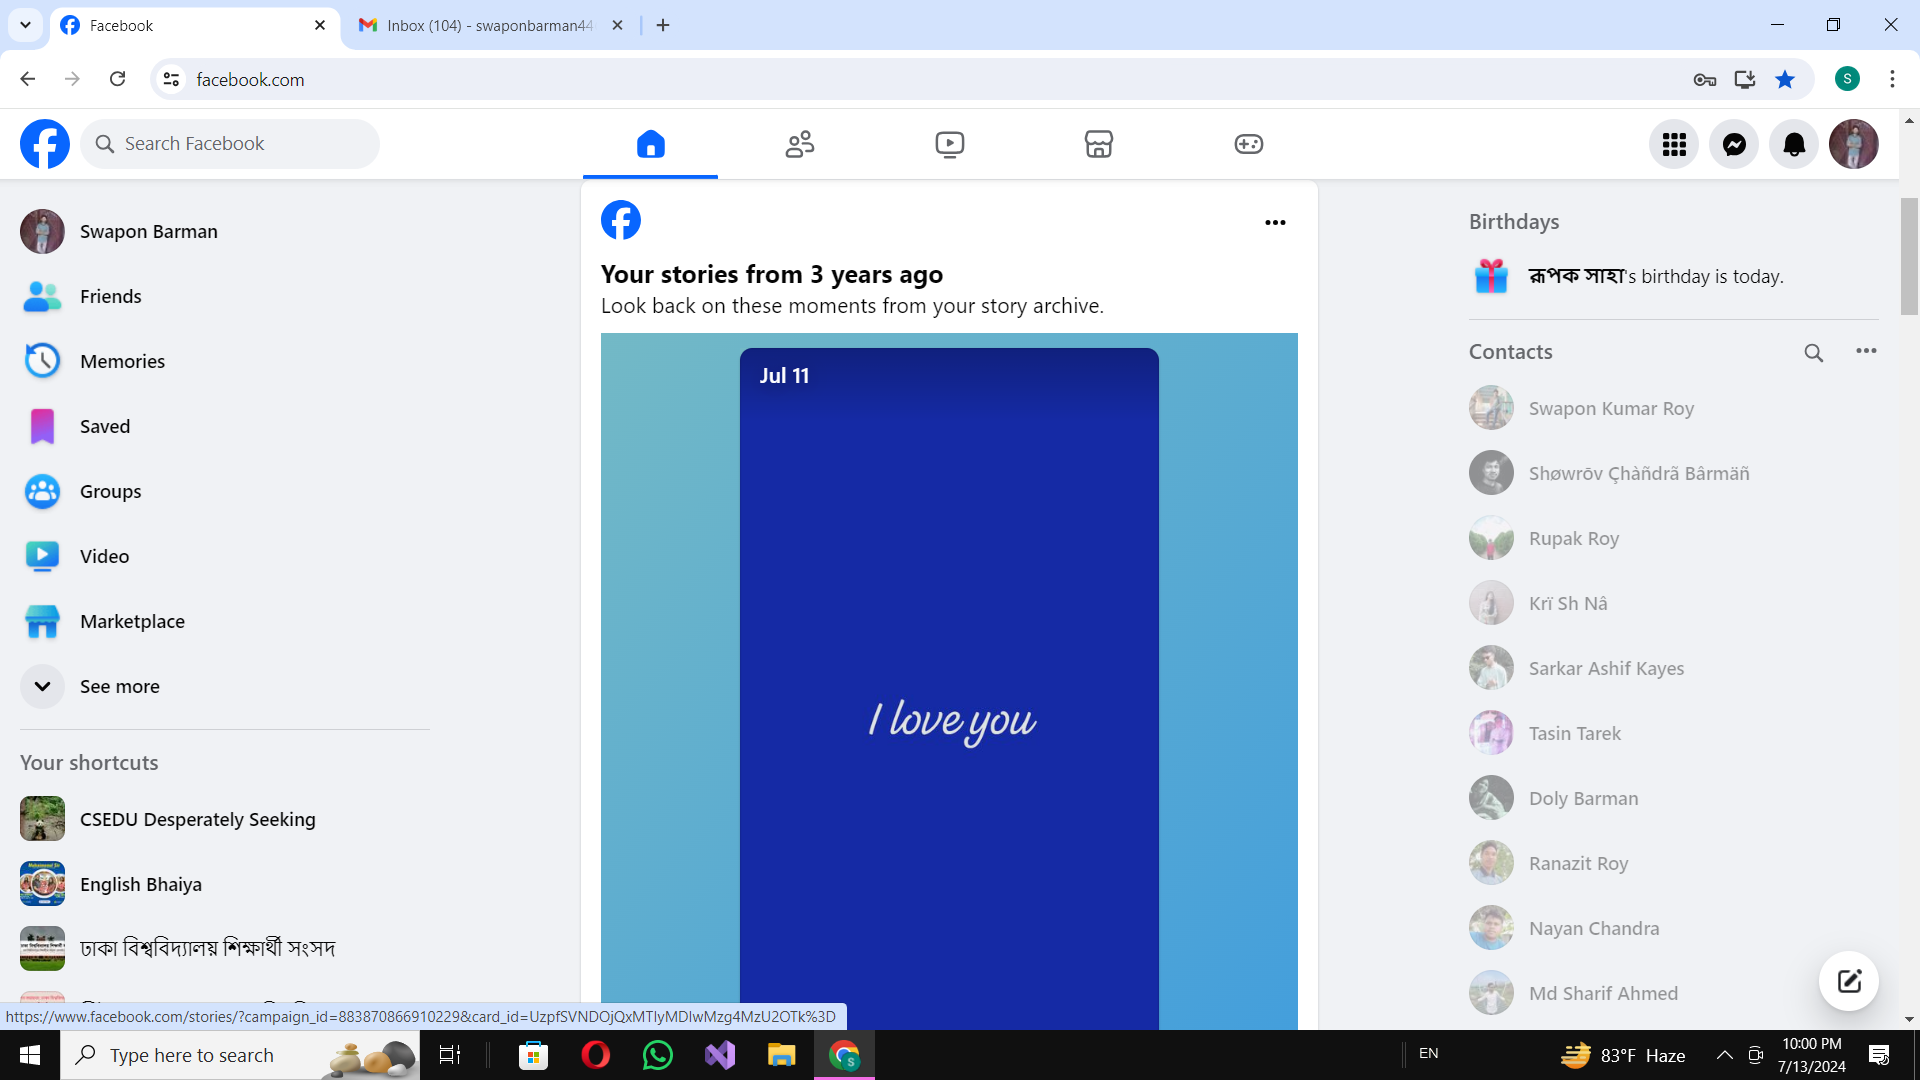 Facebook
Inbox (104) - swaponbarman44
facebook.com
S
Search Facebook
Swapon Barman
Friends
Memories
Saved
Groups
Video
Marketplace
See more
Your shortcuts
CSEDU Desperately Seeking
English Bhaiya
ঢাকা বিশ্ববিদ্যালয় শিক্ষার্থী সংসদ
https://www.facebook.com/stories/?campaign_id=883870866910229&card_id=UzpfSVNDOjQxMTIyMDIwMzg4MzU2OTk%3D
Your stories from 3 years ago
Look back on these moments from your story archive.
Jul 11
I love you
Birthdays
রূপক সাহা's birthday is today.
Contacts
Swapon Kumar Roy
Shøwrõv Çhàñdrã Bârmäñ
Rupak Roy
Krï Sh Nâ
Sarkar Ashif Kayes
Tasin Tarek
Doly Barman
Ranazit Roy
Nayan Chandra
Md Sharif Ahmed
Type here to search
EN
83°F Haze
10:00 PM
7/13/2024